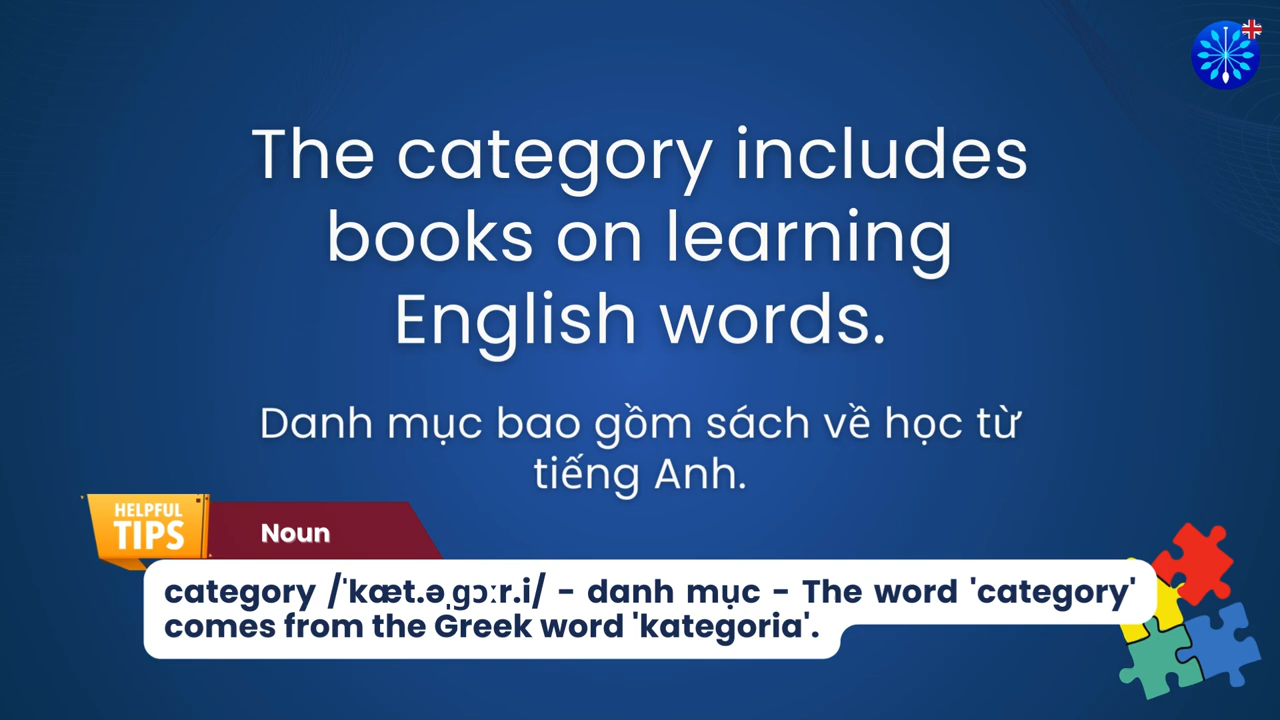 The category includes
books on learning
English words.
Danh mục bao gồm sách về học từ
tiếng Anh.
HELPFUL
TIPS
Noun
category /ˈkæt.əˌɡɔːr.i/ - danh mục - The word 'category'
comes from the Greek word 'kategoria'.